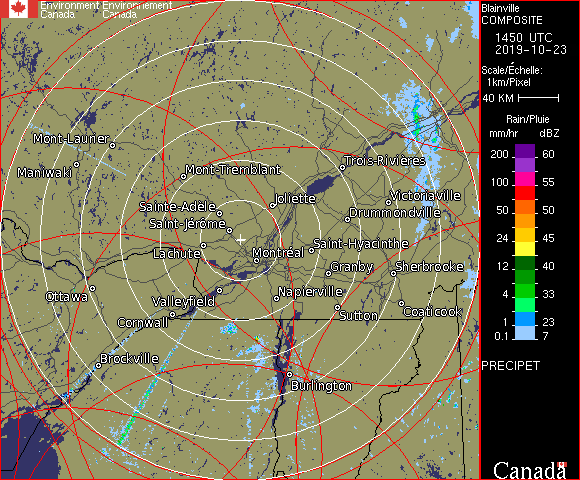 Environment Environnement
Canada Canada
Blainville
COMPOSITE
1450 UTC
2019-10-23
Scale/Échelle:
1km/Pixel
40 KM
Rain/Pluie
mm/hr dBZ
200 60
150 57
100 55
50 50
24 45
12 40
4 33
1 23
0.1 7
PRECIPET
Canada
Mont-Laurier
Maniwaki
Mont-Tremblant
Trois-Rivières
Joliette
Victoriaville
Sainte-Adèle
Drummondville
Saint-Jérôme
Saint-Hyacinthe
Lachute
Montréal
Granby
Sherbrooke
Ottawa
Valleyfield
Napierville
Cornwall
Sutton
Coaticook
Brockville
Burlington